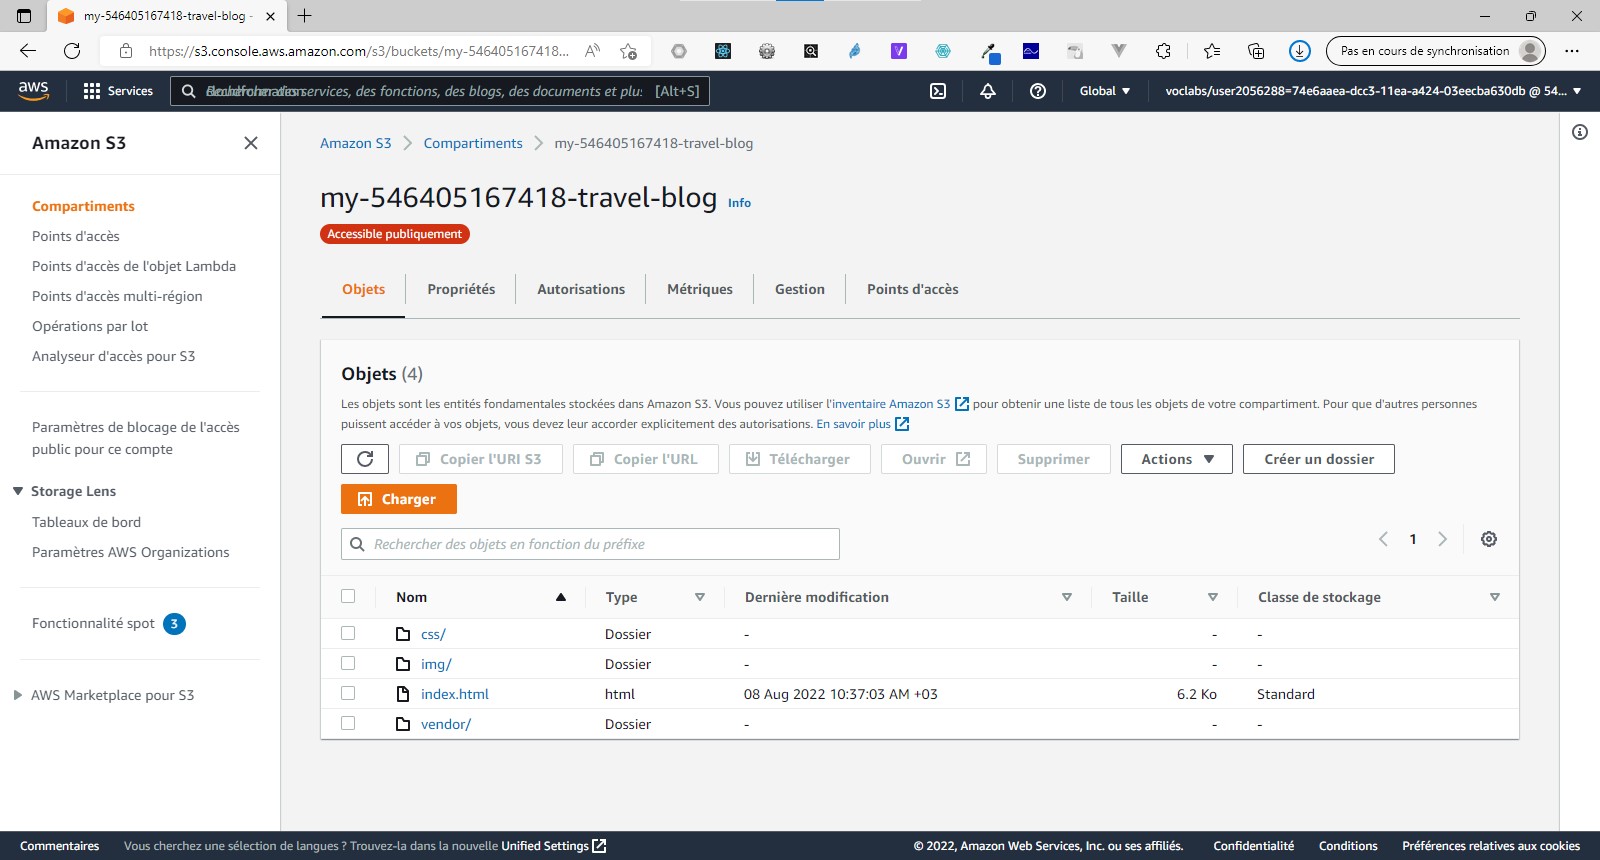 my-546405167418-travel-blog -
https://s3.console.aws.amazon.com/s3/buckets/my-546405167418...
Pas en cours de synchronisation
aws
Services
des services, des fonctions, des blogs, des documents et plu: [Alt+S]
Global
voclabs/user2056288=74e6aaea-dcc3-11ea-a424-03eecba630db @ 54...
Amazon S3
Compartiments
Points d'accès
Points d'accès de l'objet Lambda
Points d'accès multi-région
Opérations par lot
Analyseur d'accès pour S3
Paramètres de blocage de l'accès
public pour ce compte
Storage Lens
Tableaux de bord
Paramètres AWS Organizations
Fonctionnalité spot 3
AWS Marketplace pour S3
Amazon S3 Compartiments my-546405167418-travel-blog
my-546405167418-travel-blog Info
Accessible publiquement
Objets Propriétés Autorisations Métriques Gestion Points d'accès
Objets (4)
Les objets sont les entités fondamentales stockées dans Amazon S3. Vous pouvez utiliser l'inventaire Amazon S3 pour obtenir une liste de tous les objets de votre compartiment. Pour que d'autres personnes
puissent accéder à vos objets, vous devez leur accorder explicitement des autorisations. En savoir plus
Copier l'URI S3 Copier l'URL Télécharger Ouvrir Supprimer Actions Créer un dossier
Charger
Rechercher des objets en fonction du préfixe
1
Nom Type Dernière modification Taille Classe de stockage
css/ Dossier - - -
img/ Dossier - - -
index.html html 08 Aug 2022 10:37:03 AM +03 6.2 Ko Standard
vendor/ Dossier - - -
Commentaires Vous cherchez une sélection de langues ? Trouvez-la dans la nouvelle Unified Settings © 2022, Amazon Web Services, Inc. ou ses affiliés. Confidentialité Conditions Préférences relatives aux cookies